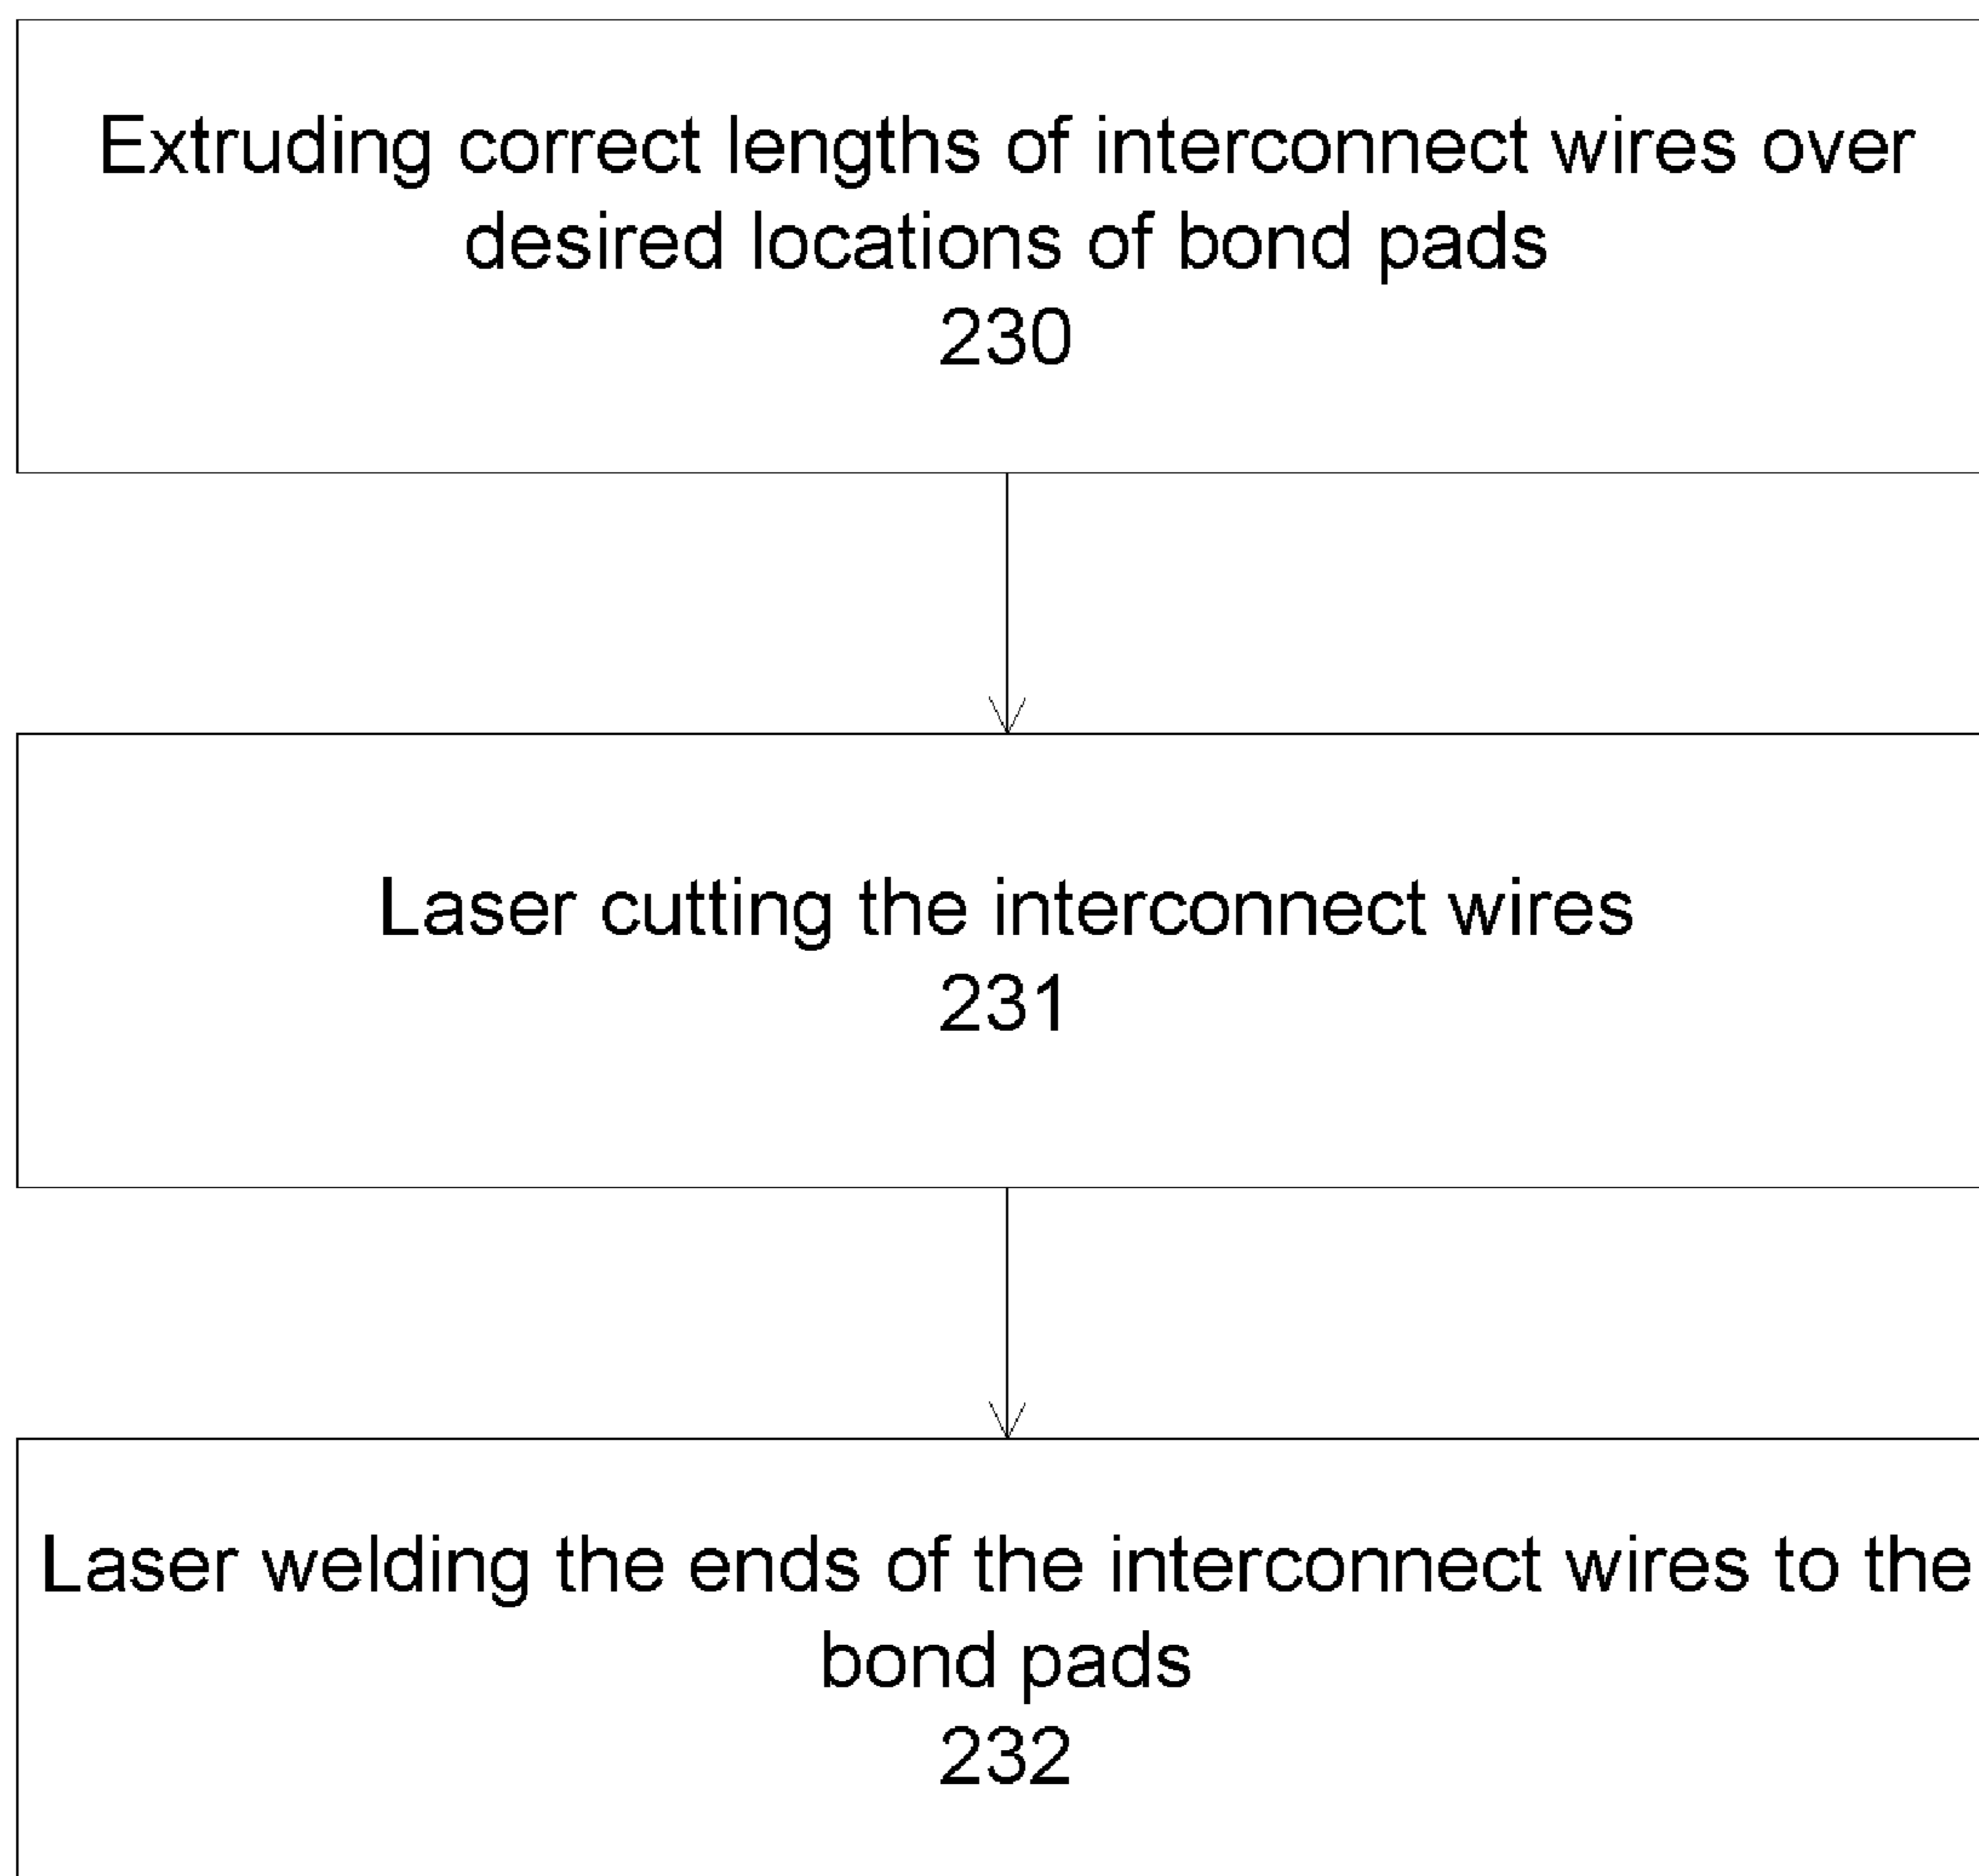 Extruding correct lengths of interconnect wires over
desired locations of bond pads
230
Laser cutting the interconnect wires
231
Laser welding the ends of the interconnect wires to the
bond pads
232